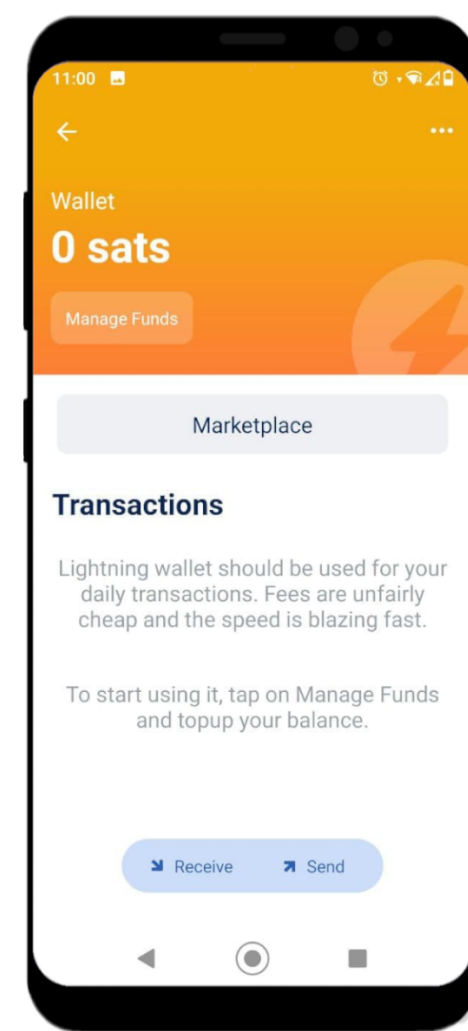 11:00
Wallet
0 sats
Manage Funds
Marketplace
Transactions
Lightning wallet should be used for your
daily transactions. Fees are unfairly
cheap and the speed is blazing fast.
To start using it, tap on Manage Funds
and topup your balance.
Receive
Send